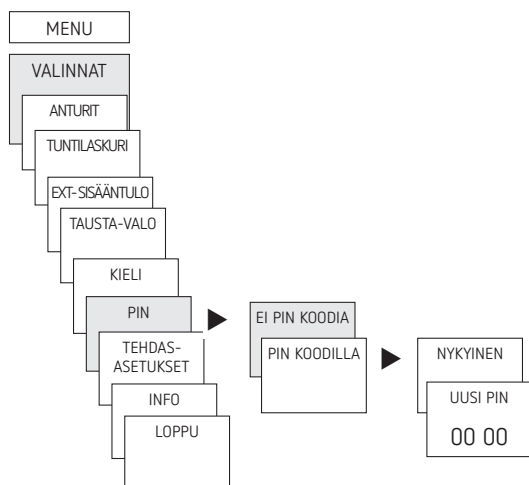 MENU
VALINNAT
ANTURIT
TUNTILASKURI
EXT-SISÄÄNTULO
TAUSTA-VALO
KIELI
PIN
TEHDAS-
ASETUKSET
INFO
LOPPU
EI PIN KOODIA
PIN KOODILLA
NYKYINEN
UUSI PIN
00 00